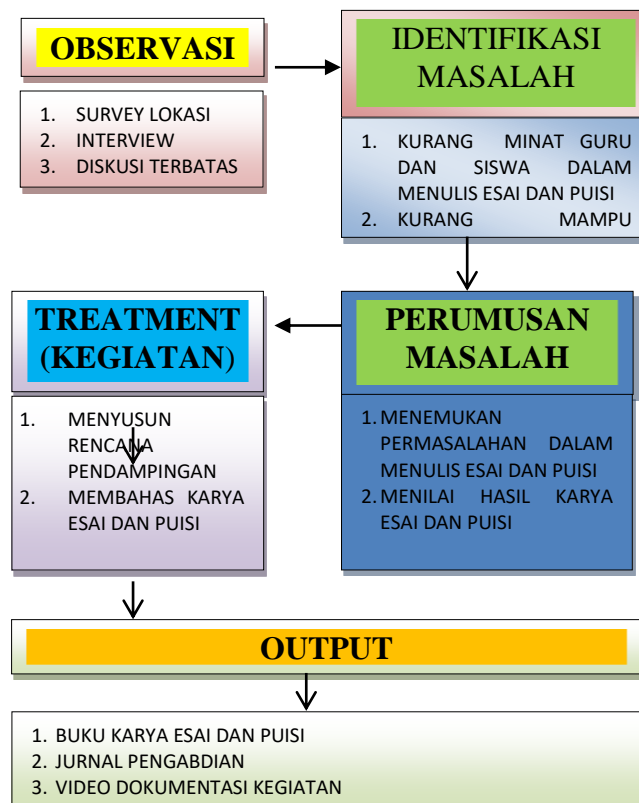 OBSERVASI
1. SURVEY LOKASI
2. INTERVIEW
3. DISKUSI TERBATAS
IDENTIFIKASI
MASALAH
1. KURANG MINAT GURU
DAN SISWA DALAM
MENULIS ESAI DAN PUISI
2. KURANG MAMPU
PERUMUSAN
MASALAH
1. MENEMUKAN
PERMASALAHAN DALAM
MENULIS ESAI DAN PUISI
2. MENILAI HASIL KARYA
ESAI DAN PUISI
TREATMENT
(KEGIATAN)
1. MENYUSUN
RENCANA
PENDAMPINGAN
2. MEMBAHAS KARYA
ESAI DAN PUISI
OUTPUT
1. BUKU KARYA ESAI DAN PUISI
2. JURNAL PENGABDIAN
3. VIDEO DOKUMENTASI KEGIATAN